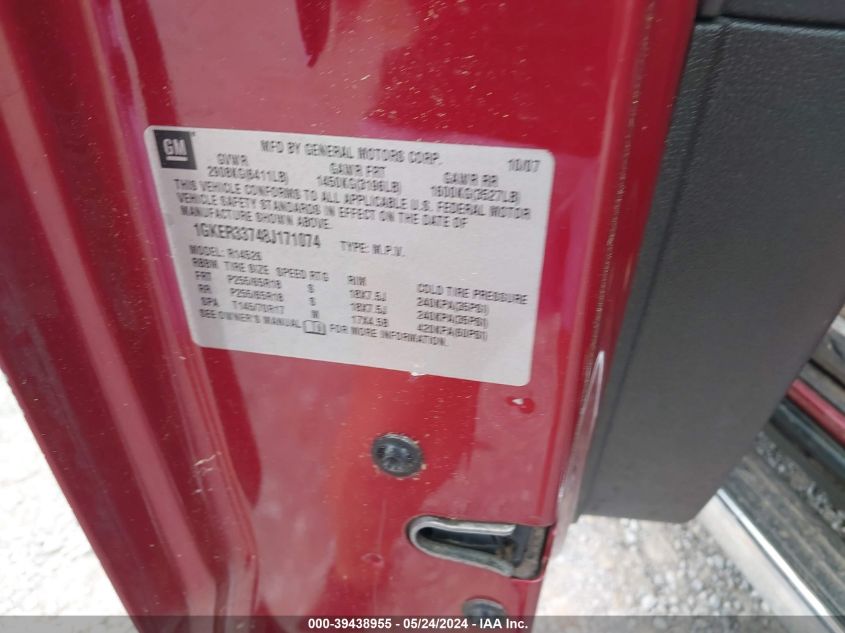 GM
MFD BY GENERAL MOTORS CORP. 10/07
GVWR GAWR FRT GAWR RR
2908KG(6411LB) 1450KG(3196LB) 1600KG(3527LB)
THIS VEHICLE CONFORMS TO ALL APPLICABLE U.S. FEDERAL MOTOR
VEHICLE SAFETY STANDARDS IN EFFECT ON THE DATE OF
MANUFACTURE SHOWN ABOVE.
1GKER33748J171074 TYPE: M.P.V.
MODEL: R14526
RBBM TIRE SIZE SPEED RTG RIM COLD TIRE PRESSURE
FRT P255/65R18 S 18X7.5J 240KPA(35PSI)
RR P255/65R18 S 18X7.5J 240KPA(35PSI)
SPA T145/70R17 M 17X4.5B 420KPA(60PSI)
SEE OWNER'S MANUAL FOR MORE INFORMATION.
000-39438955 - 05/24/2024 - IAA, Inc.